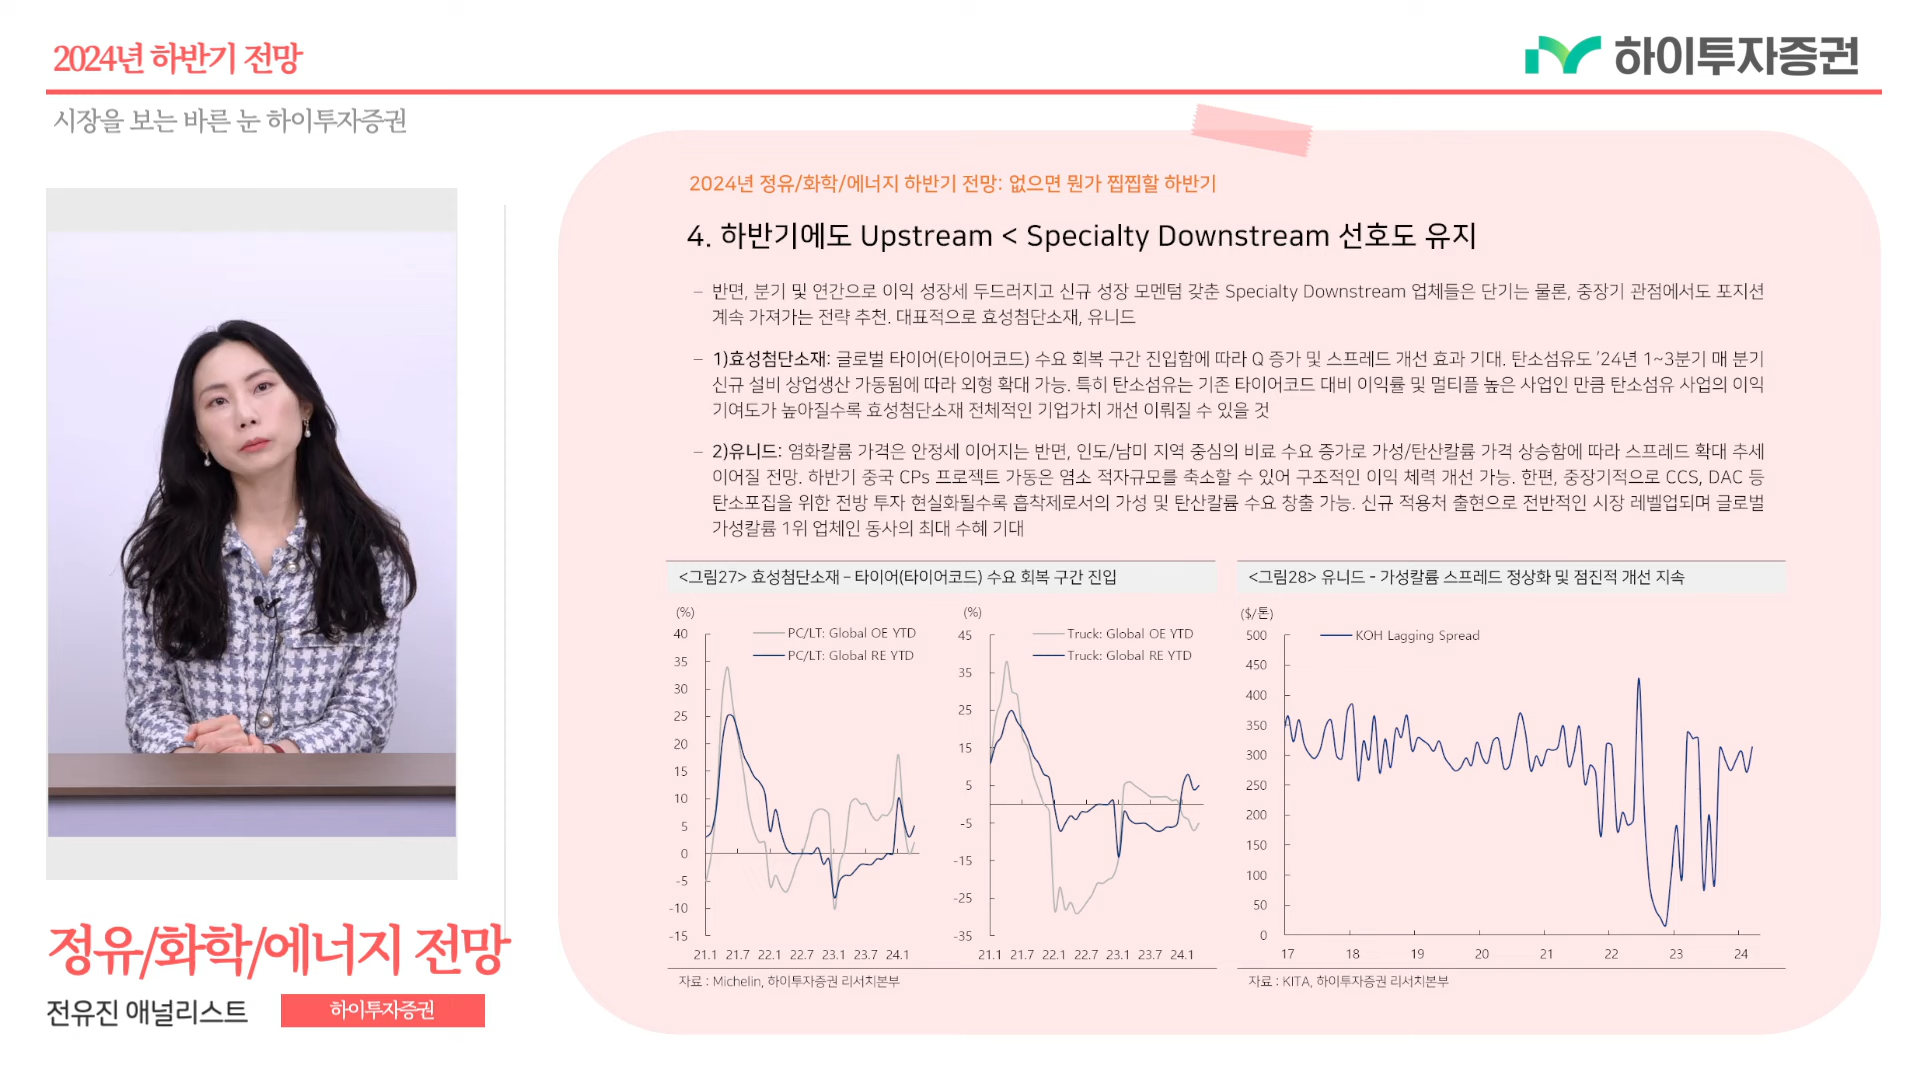 2024년 하반기 전망
하이투자증권
시장을 보는 바른 눈 하이투자증권
2024년 정유/화학/에너지 하반기 전망: 없으면 뭔가 찝찝할 하반기
4. 하반기에도 Upstream < Specialty Downstream 선호도 유지
– 반면, 분기 및 연간으로 이익 성장세 두드러지고 신규 성장 모멘텀 갖춘 Specialty Downstream 업체들은 단기는 물론, 중장기 관점에서도 포지션
계속 가져가는 전략 추천. 대표적으로 효성첨단소재, 유니드
– 1)효성첨단소재: 글로벌 타이어(타이어코드) 수요 회복 구간 진입함에 따라 Q 증가 및 스프레드 개선 효과 기대. 탄소섬유도 ’24년 1~3분기 매 분기
신규 설비 상업생산 가동됨에 따라 외형 확대 가능. 특히 탄소섬유는 기존 타이어코드 대비 이익률 및 멀티플 높은 사업인 만큼 탄소섬유 사업의 이익
기여도가 높아질수록 효성첨단소재 전체적인 기업가치 개선 이뤄질 수 있을 것
– 2)유니드: 염화칼륨 가격은 안정세 이어지는 반면, 인도/남미 지역 중심의 비료 수요 증가로 가성/탄산칼륨 가격 상승함에 따라 스프레드 확대 추세
이어질 전망. 하반기 중국 CPs 프로젝트 가동은 염소 적자규모를 축소할 수 있어 구조적인 이익 체력 개선 가능. 한편, 중장기적으로 CCS, DAC 등
탄소포집을 위한 전방 투자 현실화될수록 흡착제로서의 가성 및 탄산칼륨 수요 창출 가능. 신규 적용처 출현으로 전반적인 시장 레벨업되며 글로벌
가성칼륨 1위 업체인 동사의 최대 수혜 기대
<그림27> 효성첨단소재 – 타이어(타이어코드) 수요 회복 구간 진입
(%)
PC/LT: Global OE YTD
PC/LT: Global RE YTD
40
35
30
25
20
15
10
5
0
-5
-10
-15
21.1 21.7 22.1 22.7 23.1 23.7 24.1
(%)
Truck: Global OE YTD
Truck: Global RE YTD
45
35
25
15
5
-5
-15
-25
-35
21.1 21.7 22.1 22.7 23.1 23.7 24.1
자료 : Michelin, 하이투자증권 리서치본부
<그림28> 유니드 - 가성칼륨 스프레드 정상화 및 점진적 개선 지속
($/톤)
KOH Lagging Spread
500
450
400
350
300
250
200
150
100
50
0
17 18 19 20 21 22 23 24
자료 : KITA, 하이투자증권 리서치본부
정유/화학/에너지 전망
전유진 애널리스트 하이투자증권